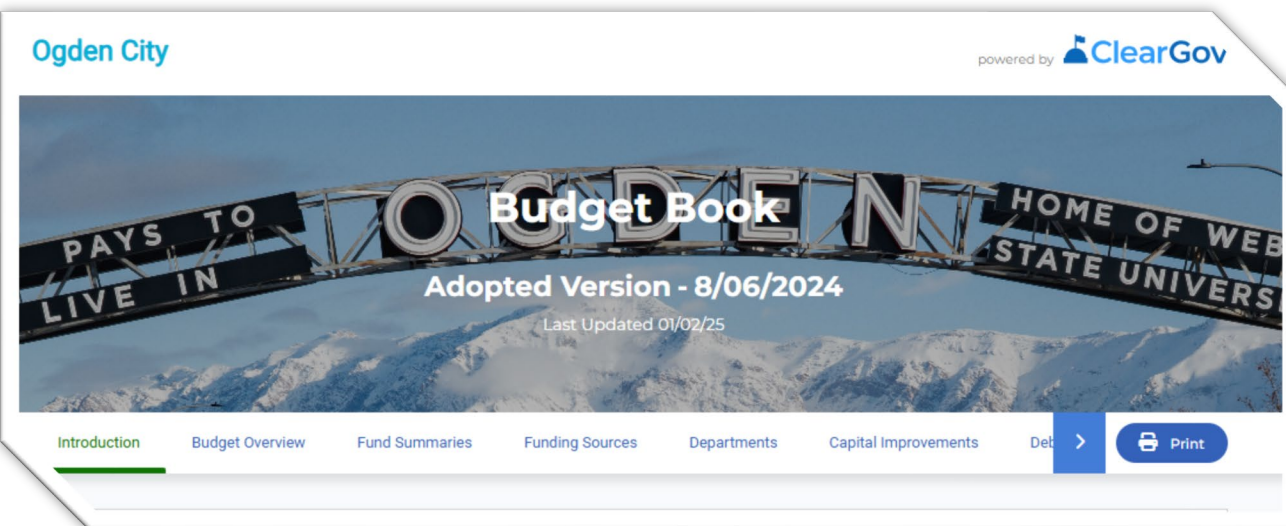 Ogden City
powered by ClearGov
PAYS TO
LIVE IN
OGDEN
HOME OF WEB
STATE UNIVERS
Budget Book
Adopted Version - 8/06/2024
Last Updated 01/02/25
Introduction Budget Overview Fund Summaries Funding Sources Departments Capital Improvements Deb > Print